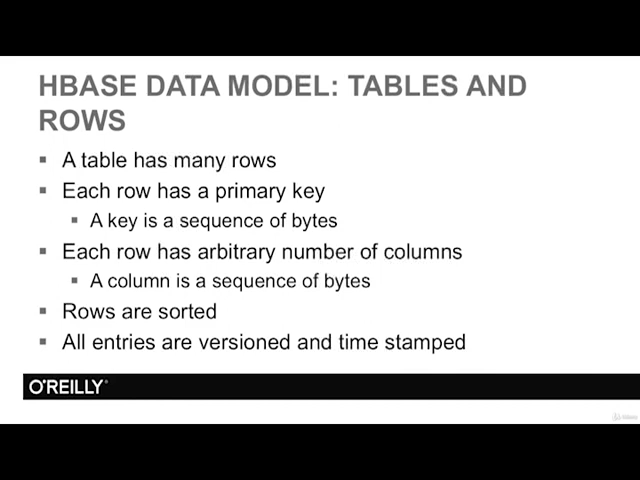 HBASE DATA MODEL: TABLES AND
ROWS
▪ A table has many rows
▪ Each row has a primary key
▪ A key is a sequence of bytes
▪ Each row has arbitrary number of columns
▪ A column is a sequence of bytes
▪ Rows are sorted
▪ All entries are versioned and time stamped
O'REILLY®